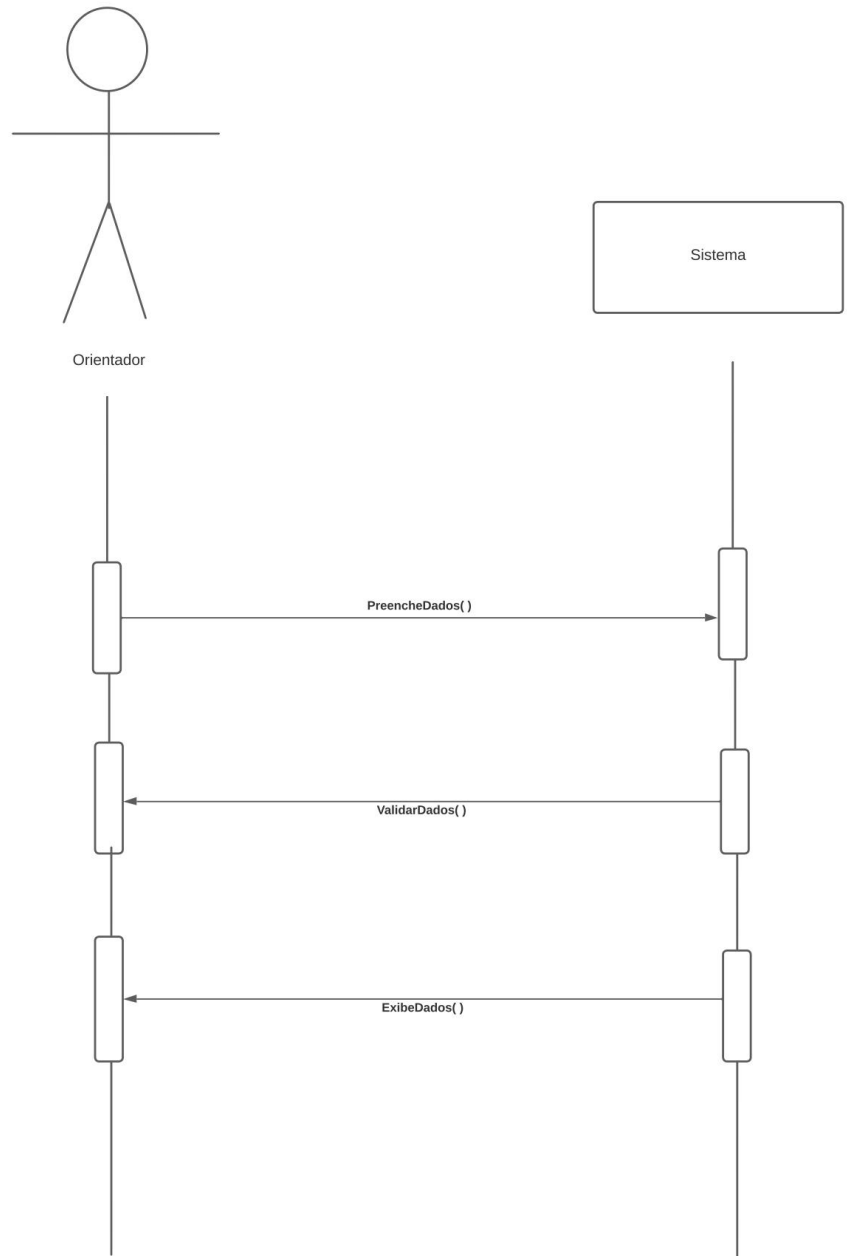 Sistema
Orientador
PreencheDados( )
ValidarDados( )
ExibeDados( )